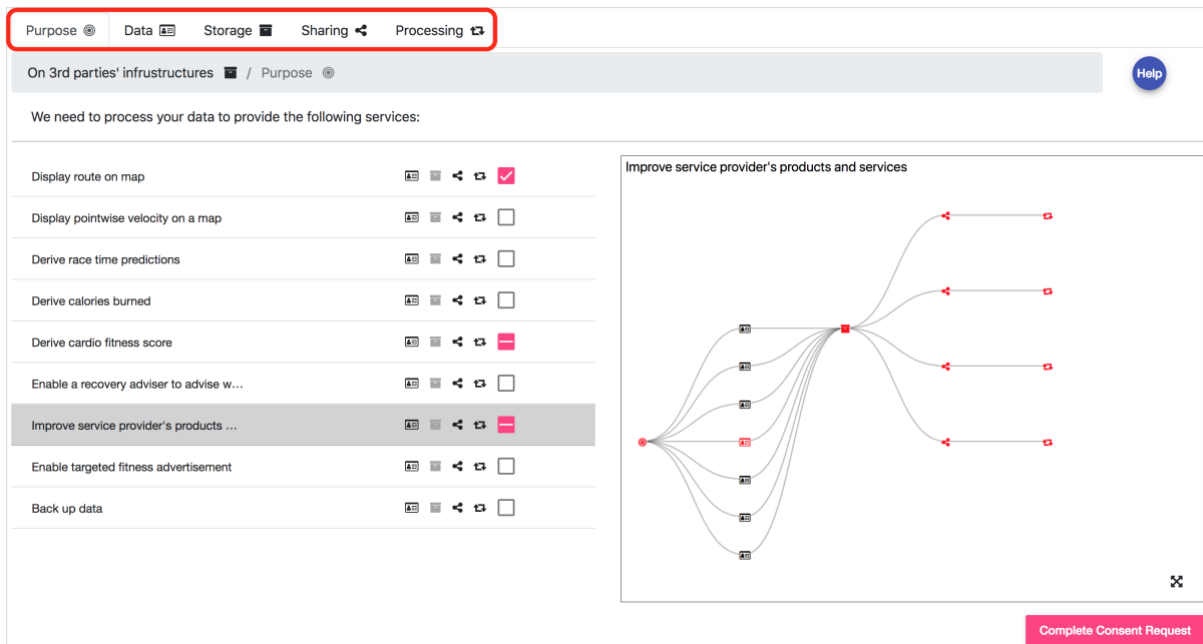 Purpose Data Storage Sharing Processing
On 3rd parties' infrustructures / Purpose
Help
We need to process your data to provide the following services:
Display route on map
Display pointwise velocity on a map
Derive race time predictions
Derive calories burned
Derive cardio fitness score
Enable a recovery adviser to advise w...
Improve service provider's products ...
Enable targeted fitness advertisement
Back up data
Improve service provider's products and services
Complete Consent Request